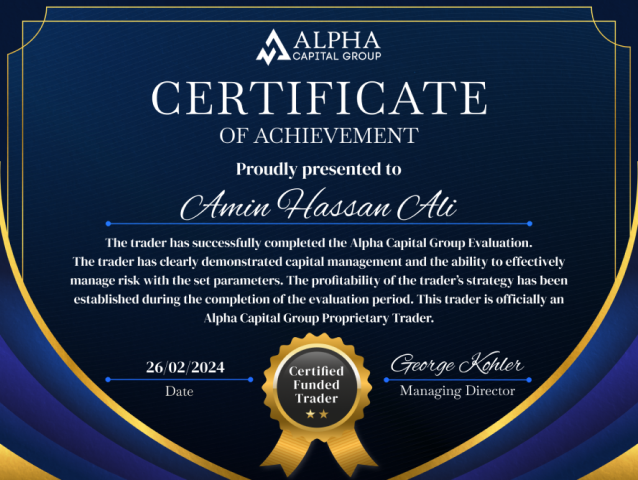 ALPHA
CAPITAL GROUP
CERTIFICATE
OF ACHIEVEMENT
Proudly presented to
Amin Hassan Ali
The trader has successfully completed the Alpha Capital Group Evaluation.
The trader has clearly demonstrated capital management and the ability to effectively
manage risk with the set parameters. The profitability of the trader's strategy has been
established during the completion of the evaluation period. This trader is officially an
Alpha Capital Group Proprietary Trader.
26/02/2024
Date
Certified
Funded
Trader
George Kohler
Managing Director